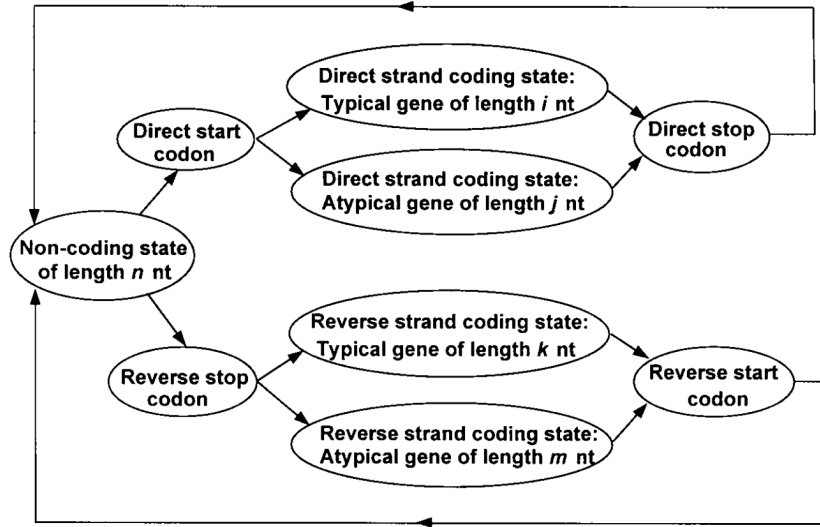 Direct strand coding state:
Typical gene of length i nt
Direct start
codon
Direct stop
codon
Direct strand coding state:
Atypical gene of length j nt
Non-coding state
of length n nt
Reverse strand coding state:
Typical gene of length k nt
Reverse stop
codon
Reverse start
codon
Reverse strand coding state:
Atypical gene of length m nt